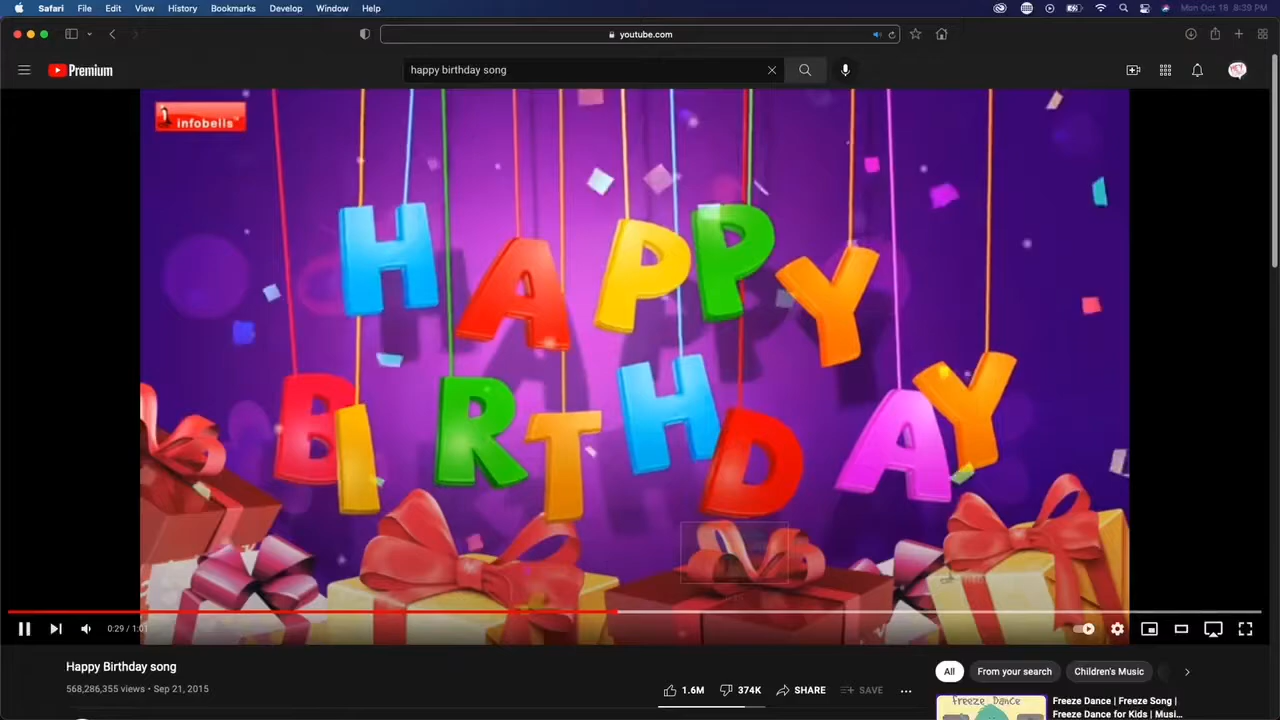 Safari File Edit View History Bookmarks Develop Window Help Mon Oct 18 8:39 PM
youtube.com
Premium
happy birthday song
infobells
HAPPY
BIRTHDAY
0:29 / 1:01
Happy Birthday song
568,286,355 views • Sep 21, 2015
1.6M 374K SHARE SAVE
All From your search Children's Music
Freeze Dance
Freeze Dance | Freeze Song |
Freeze Dance for Kids | Musi...